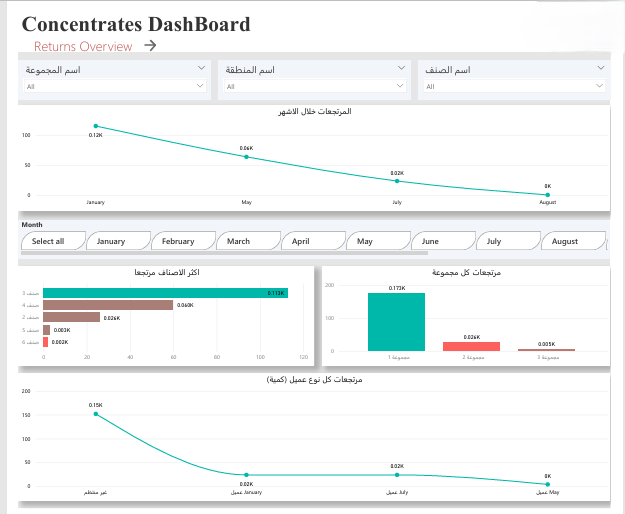 Concentrates DashBoard
Returns Overview
اسم المجموعة
All
اسم المنطقة
All
اسم الصنف
All
المرتجعات خلال الاشهر
100
50
0
0.12K
0.06K
0.02K
0K
January
May
July
August
Month
Select all
January
February
March
April
May
June
July
August
اكثر الاصناف مرتجعا
صنف 3
0.113K
صنف 4
0.060K
صنف 2
0.026K
صنف 5
0.003K
صنف 6
0.002K
0
20
40
60
80
100
120
مرتجعات كل مجموعة
200
100
0
0.173K
0.026K
0.005K
مجموعة 1
مجموعة 2
مجموعة 3
مرتجعات كل نوع عميل (كمية)
200
150
100
50
0
0.15K
0.02K
0.02K
0K
غير منتظم
عميل January
عميل July
عميل May